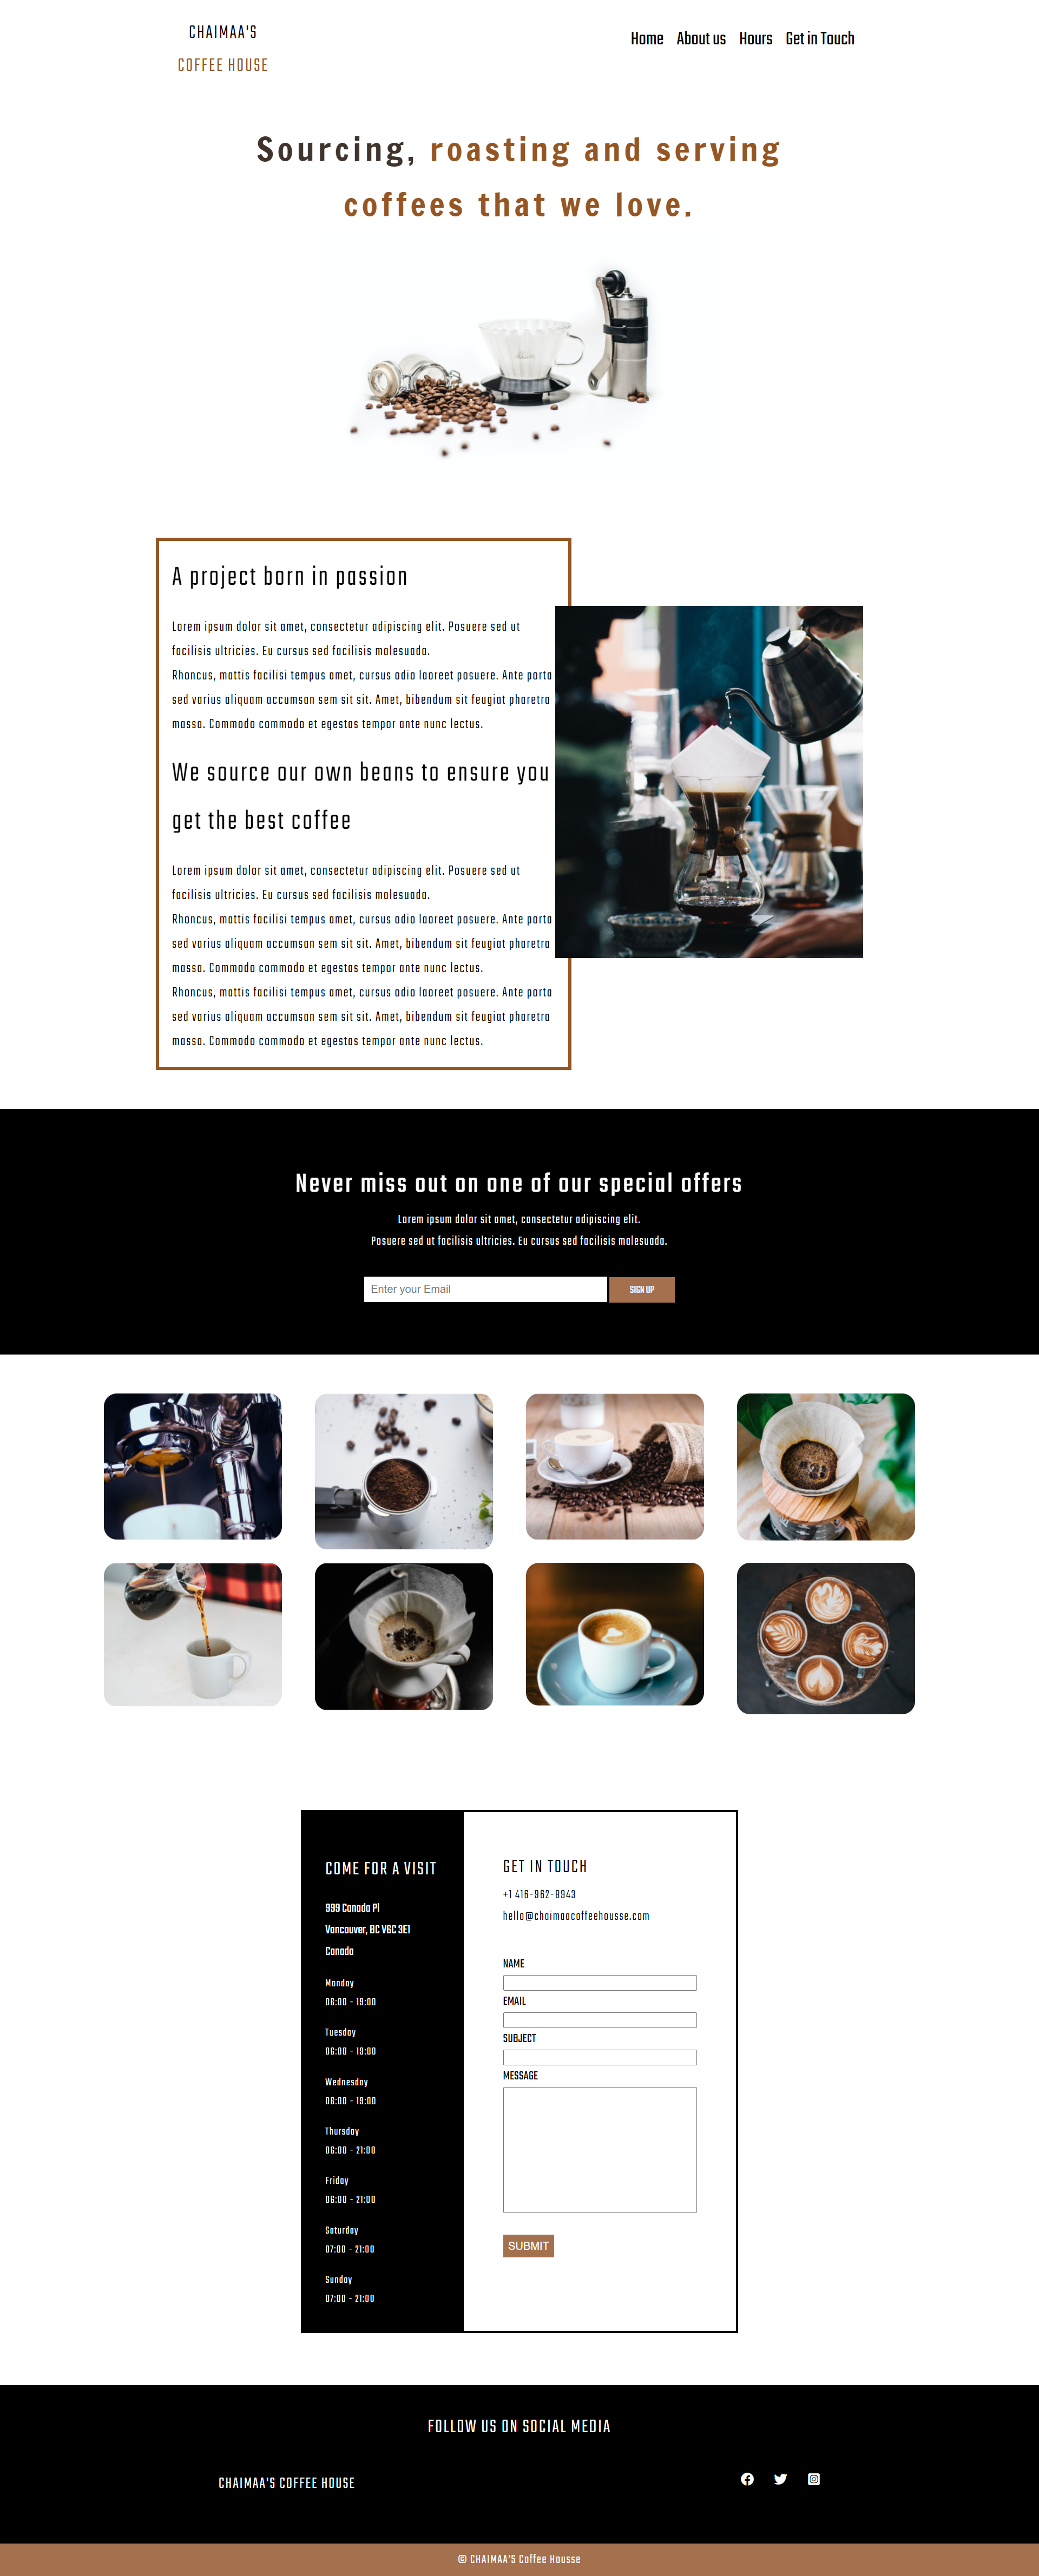 CHAIMAA'S
COFFEE HOUSE
Home About us Hours Get in Touch
Sourcing, roasting and serving
coffees that we love.
A project born in passion
Lorem ipsum dolor sit amet, consectetur adipiscing elit. Posuere sed ut
facilisis ultricies. Eu cursus sed facilisis malesuada.
Rhoncus, mattis facilisi tempus amet, cursus odio laoreet posuere. Ante porta
sed varius aliquam accumsan sem sit sit. Amet, bibendum sit feugiat pharetra
massa. Commodo commodo et egestas tempor ante nunc lectus.
We source our own beans to ensure you
get the best coffee
Lorem ipsum dolor sit amet, consectetur adipiscing elit. Posuere sed ut
facilisis ultricies. Eu cursus sed facilisis malesuada.
Rhoncus, mattis facilisi tempus amet, cursus odio laoreet posuere. Ante porta
sed varius aliquam accumsan sem sit sit. Amet, bibendum sit feugiat pharetra
massa. Commodo commodo et egestas tempor ante nunc lectus.
Rhoncus, mattis facilisi tempus amet, cursus odio laoreet posuere. Ante porta
sed varius aliquam accumsan sem sit sit. Amet, bibendum sit feugiat pharetra
massa. Commodo commodo et egestas tempor ante nunc lectus.
Never miss out on one of our special offers
Lorem ipsum dolor sit amet, consectetur adipiscing elit.
Posuere sed ut facilisis ultricies. Eu cursus sed facilisis malesuada.
Enter your Email SIGN UP
COME FOR A VISIT
999 Canada Pl
Vancouver, BC V6C 3E1
Canada
Monday
06:00 - 19:00
Tuesday
06:00 - 19:00
Wednesday
06:00 - 19:00
Thursday
06:00 - 21:00
Friday
06:00 - 21:00
Saturday
07:00 - 21:00
Sunday
07:00 - 21:00
GET IN TOUCH
+1 416-962-8943
hello@chaimaacoffeehousse.com
NAME
EMAIL
SUBJECT
MESSAGE
SUBMIT
FOLLOW US ON SOCIAL MEDIA
CHAIMAA'S COFFEE HOUSE
© CHAIMAA'S Coffee Housse